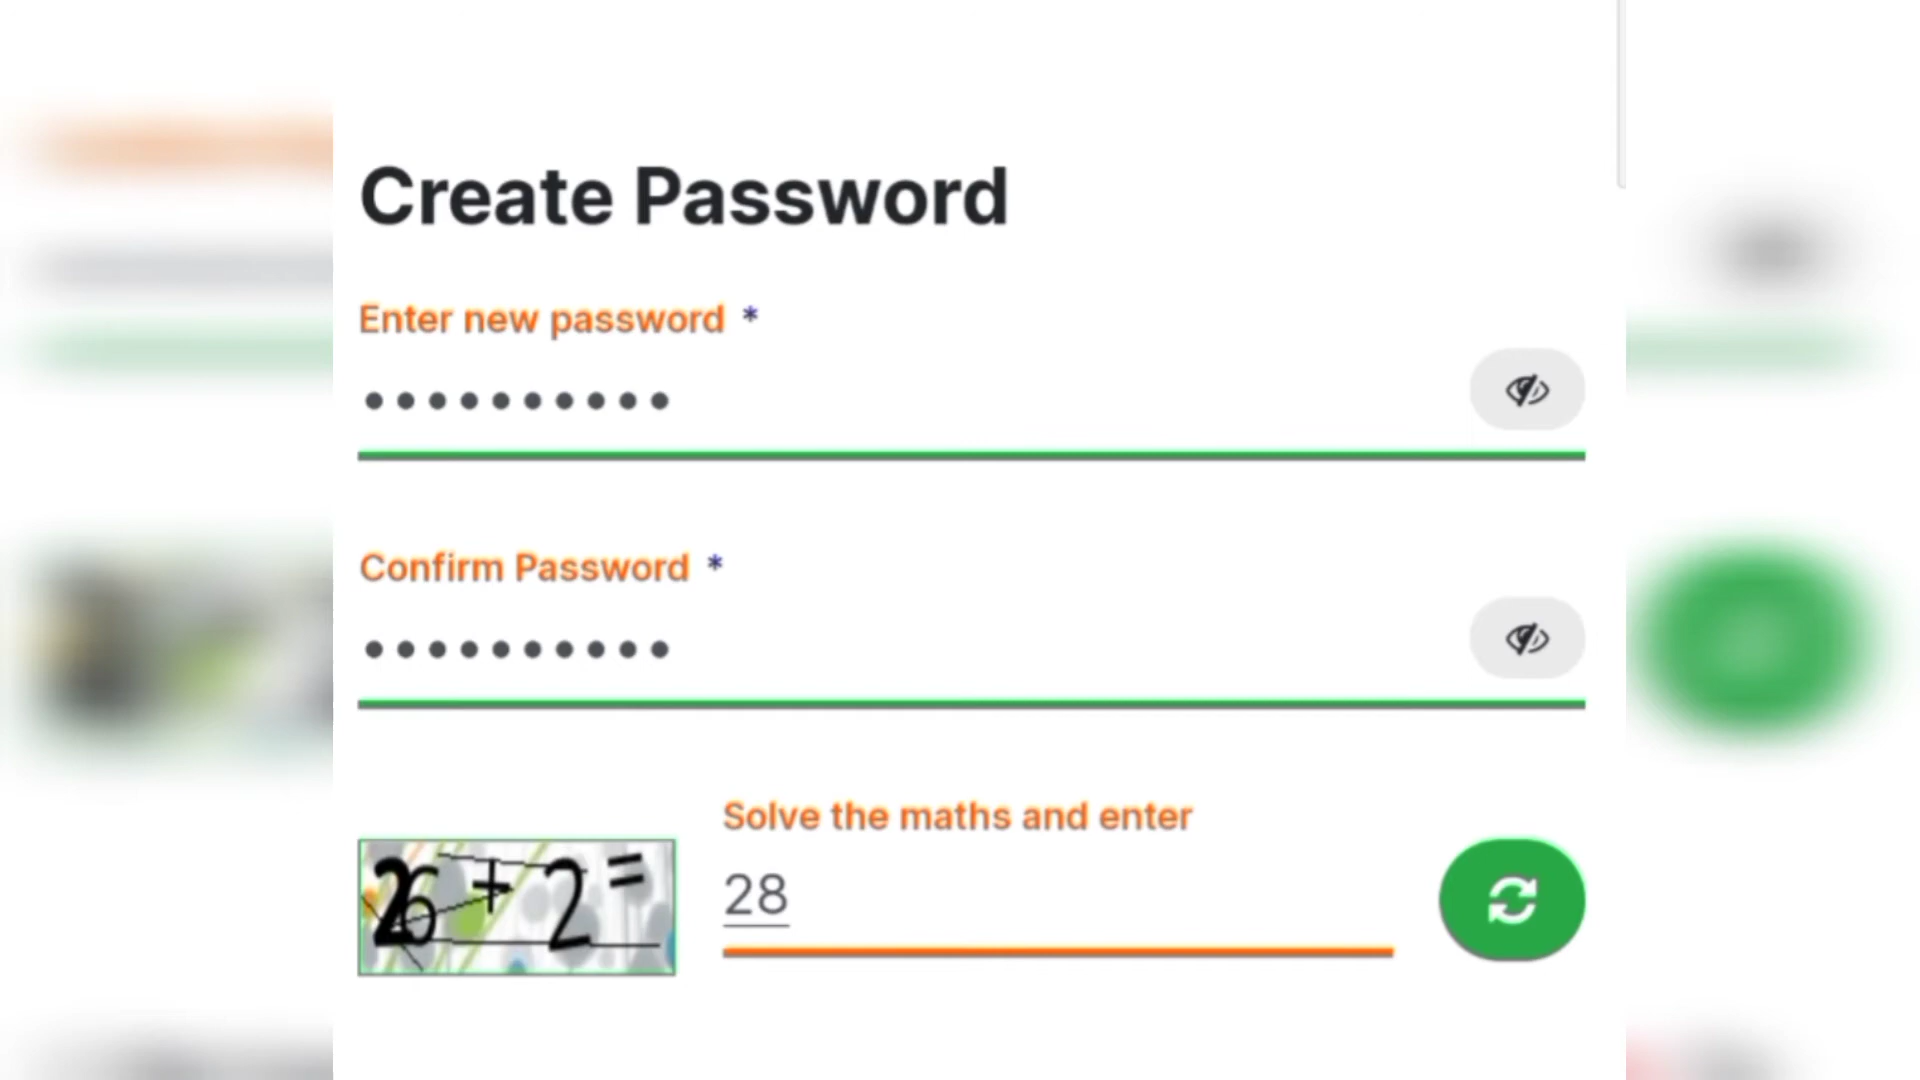 Create Password
Enter new password *
••••••••••
Confirm Password *
••••••••••
Solve the maths and enter
26 + 2 =
28